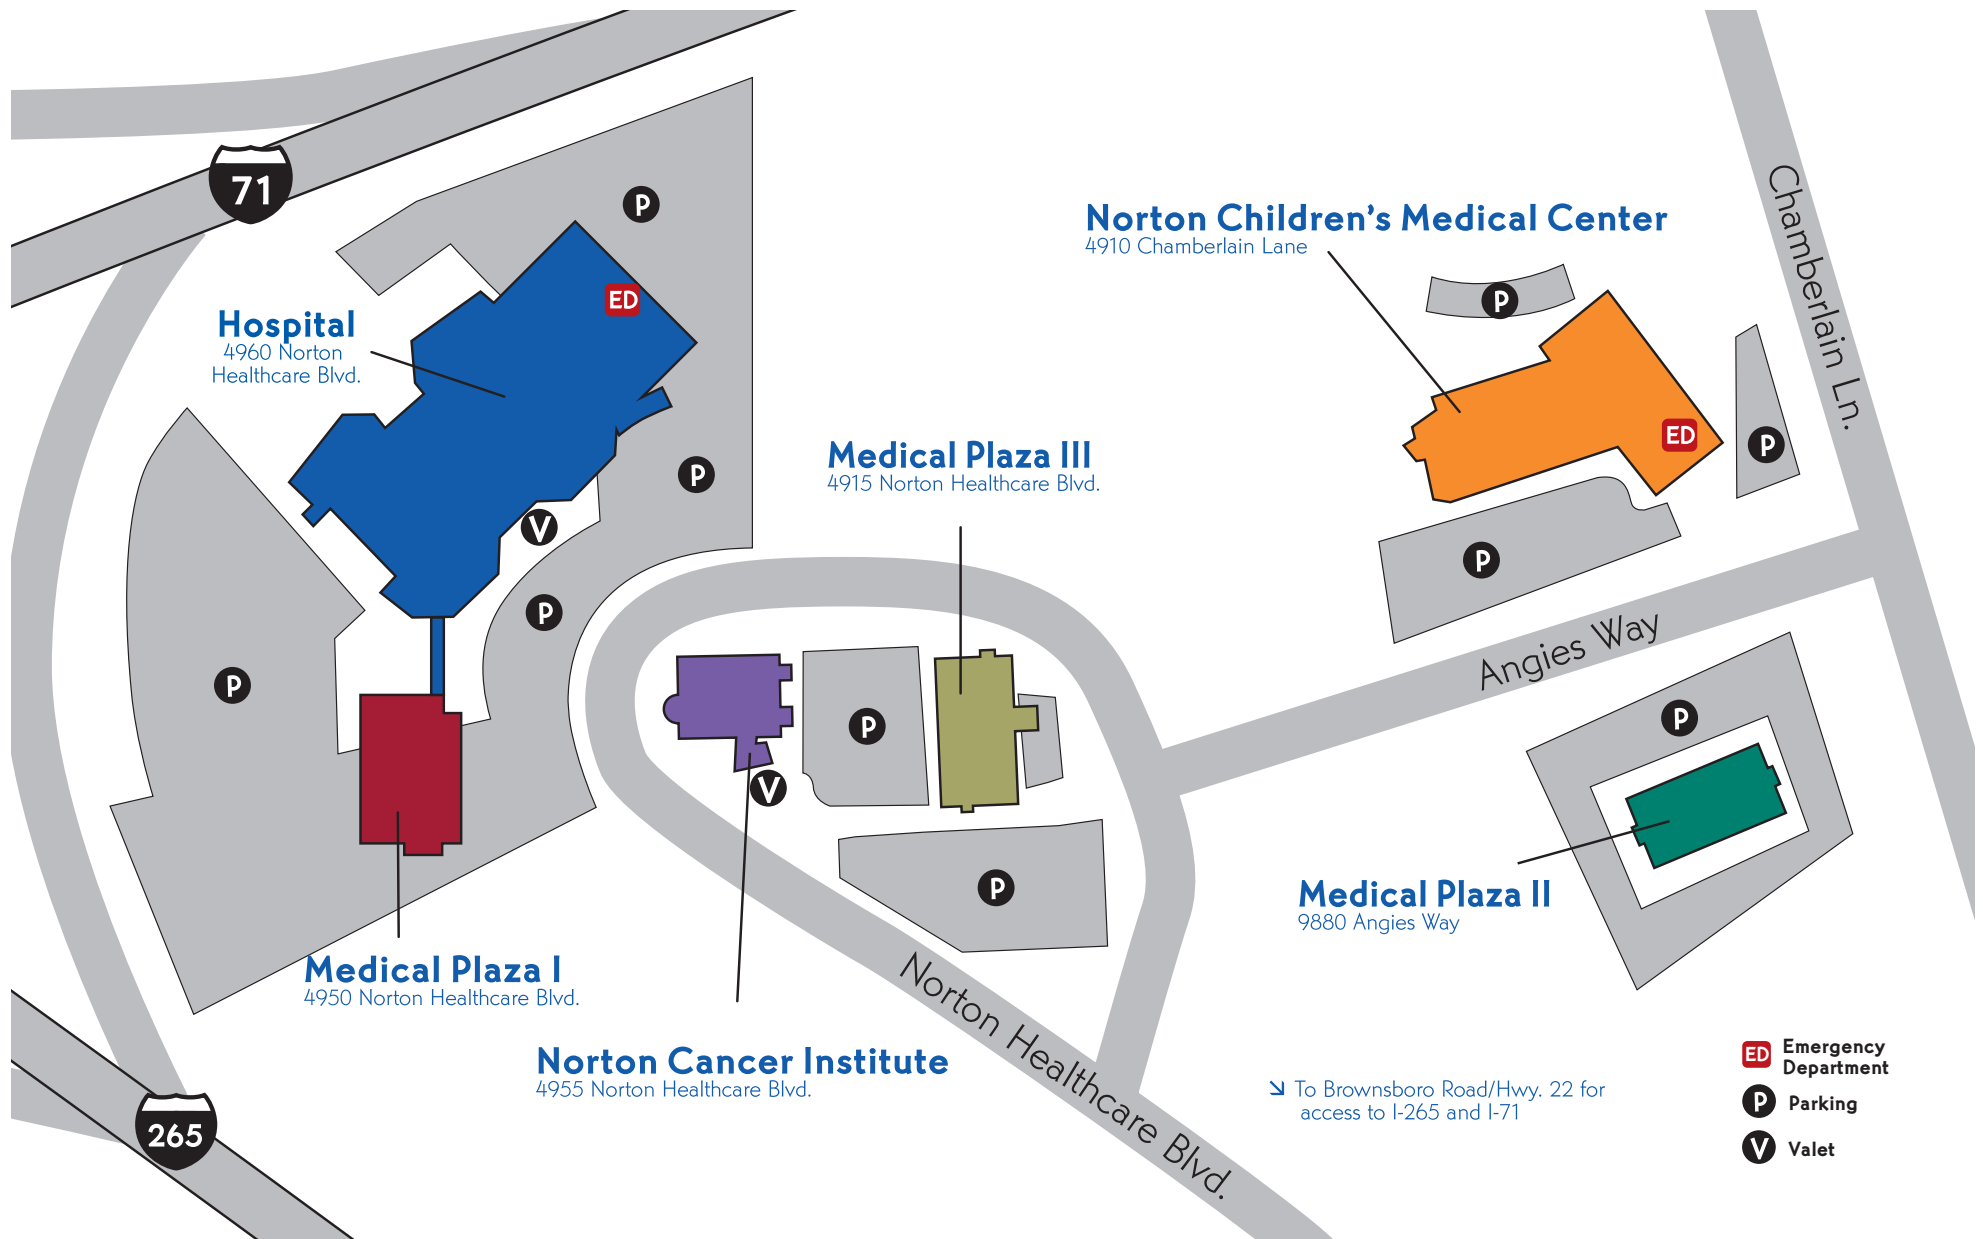 71
P
Norton Children's Medical Center
4910 Chamberlain Lane
Chamberlain Ln.
P
ED
Hospital
4960 Norton
Healthcare Blvd.
ED
P
P
Medical Plaza III
4915 Norton Healthcare Blvd.
P
V
P
P
Angies Way
P
P
V
P
P
Medical Plaza II
9880 Angies Way
Medical Plaza I
4950 Norton Healthcare Blvd.
Norton Healthcare Blvd.
Norton Cancer Institute
4955 Norton Healthcare Blvd.
265
To Brownsboro Road/Hwy. 22 for
access to I-265 and I-71
ED Emergency
Department
P Parking
V Valet